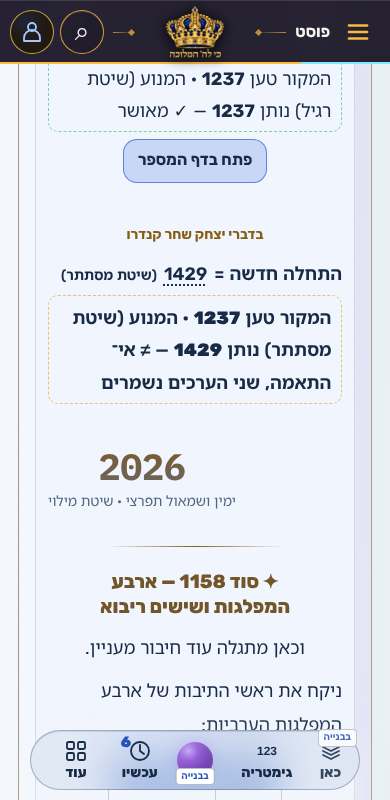 פוסט
כי לה' המלוכה
המקור טען 1237 • המנוע (שיטת
רגיל) נותן 1237 — ✓ מאושר
פתח בדף המספר
בדברי יצחק שחר קנדרו
התחלה חדשה = 1429 (שיטת מסתתר)
המקור טען 1237 • המנוע (שיטת
מסתתר) נותן 1429 — ≠ אי־
התאמה, שני הערכים נשמרים
2026
ימין ושמאול תפרצי • שיטת מילוי
✦ סוד 1158 — ארבע
המפלגות ושישים ריבוא
וכאן מתגלה עוד חיבור מעניין.
ניקח את ראשי התיבות של ארבע
המפלגות הערביות:
בבנייה
כאן
123
גימטריה
בבנייה
6
עכשיו
עוד